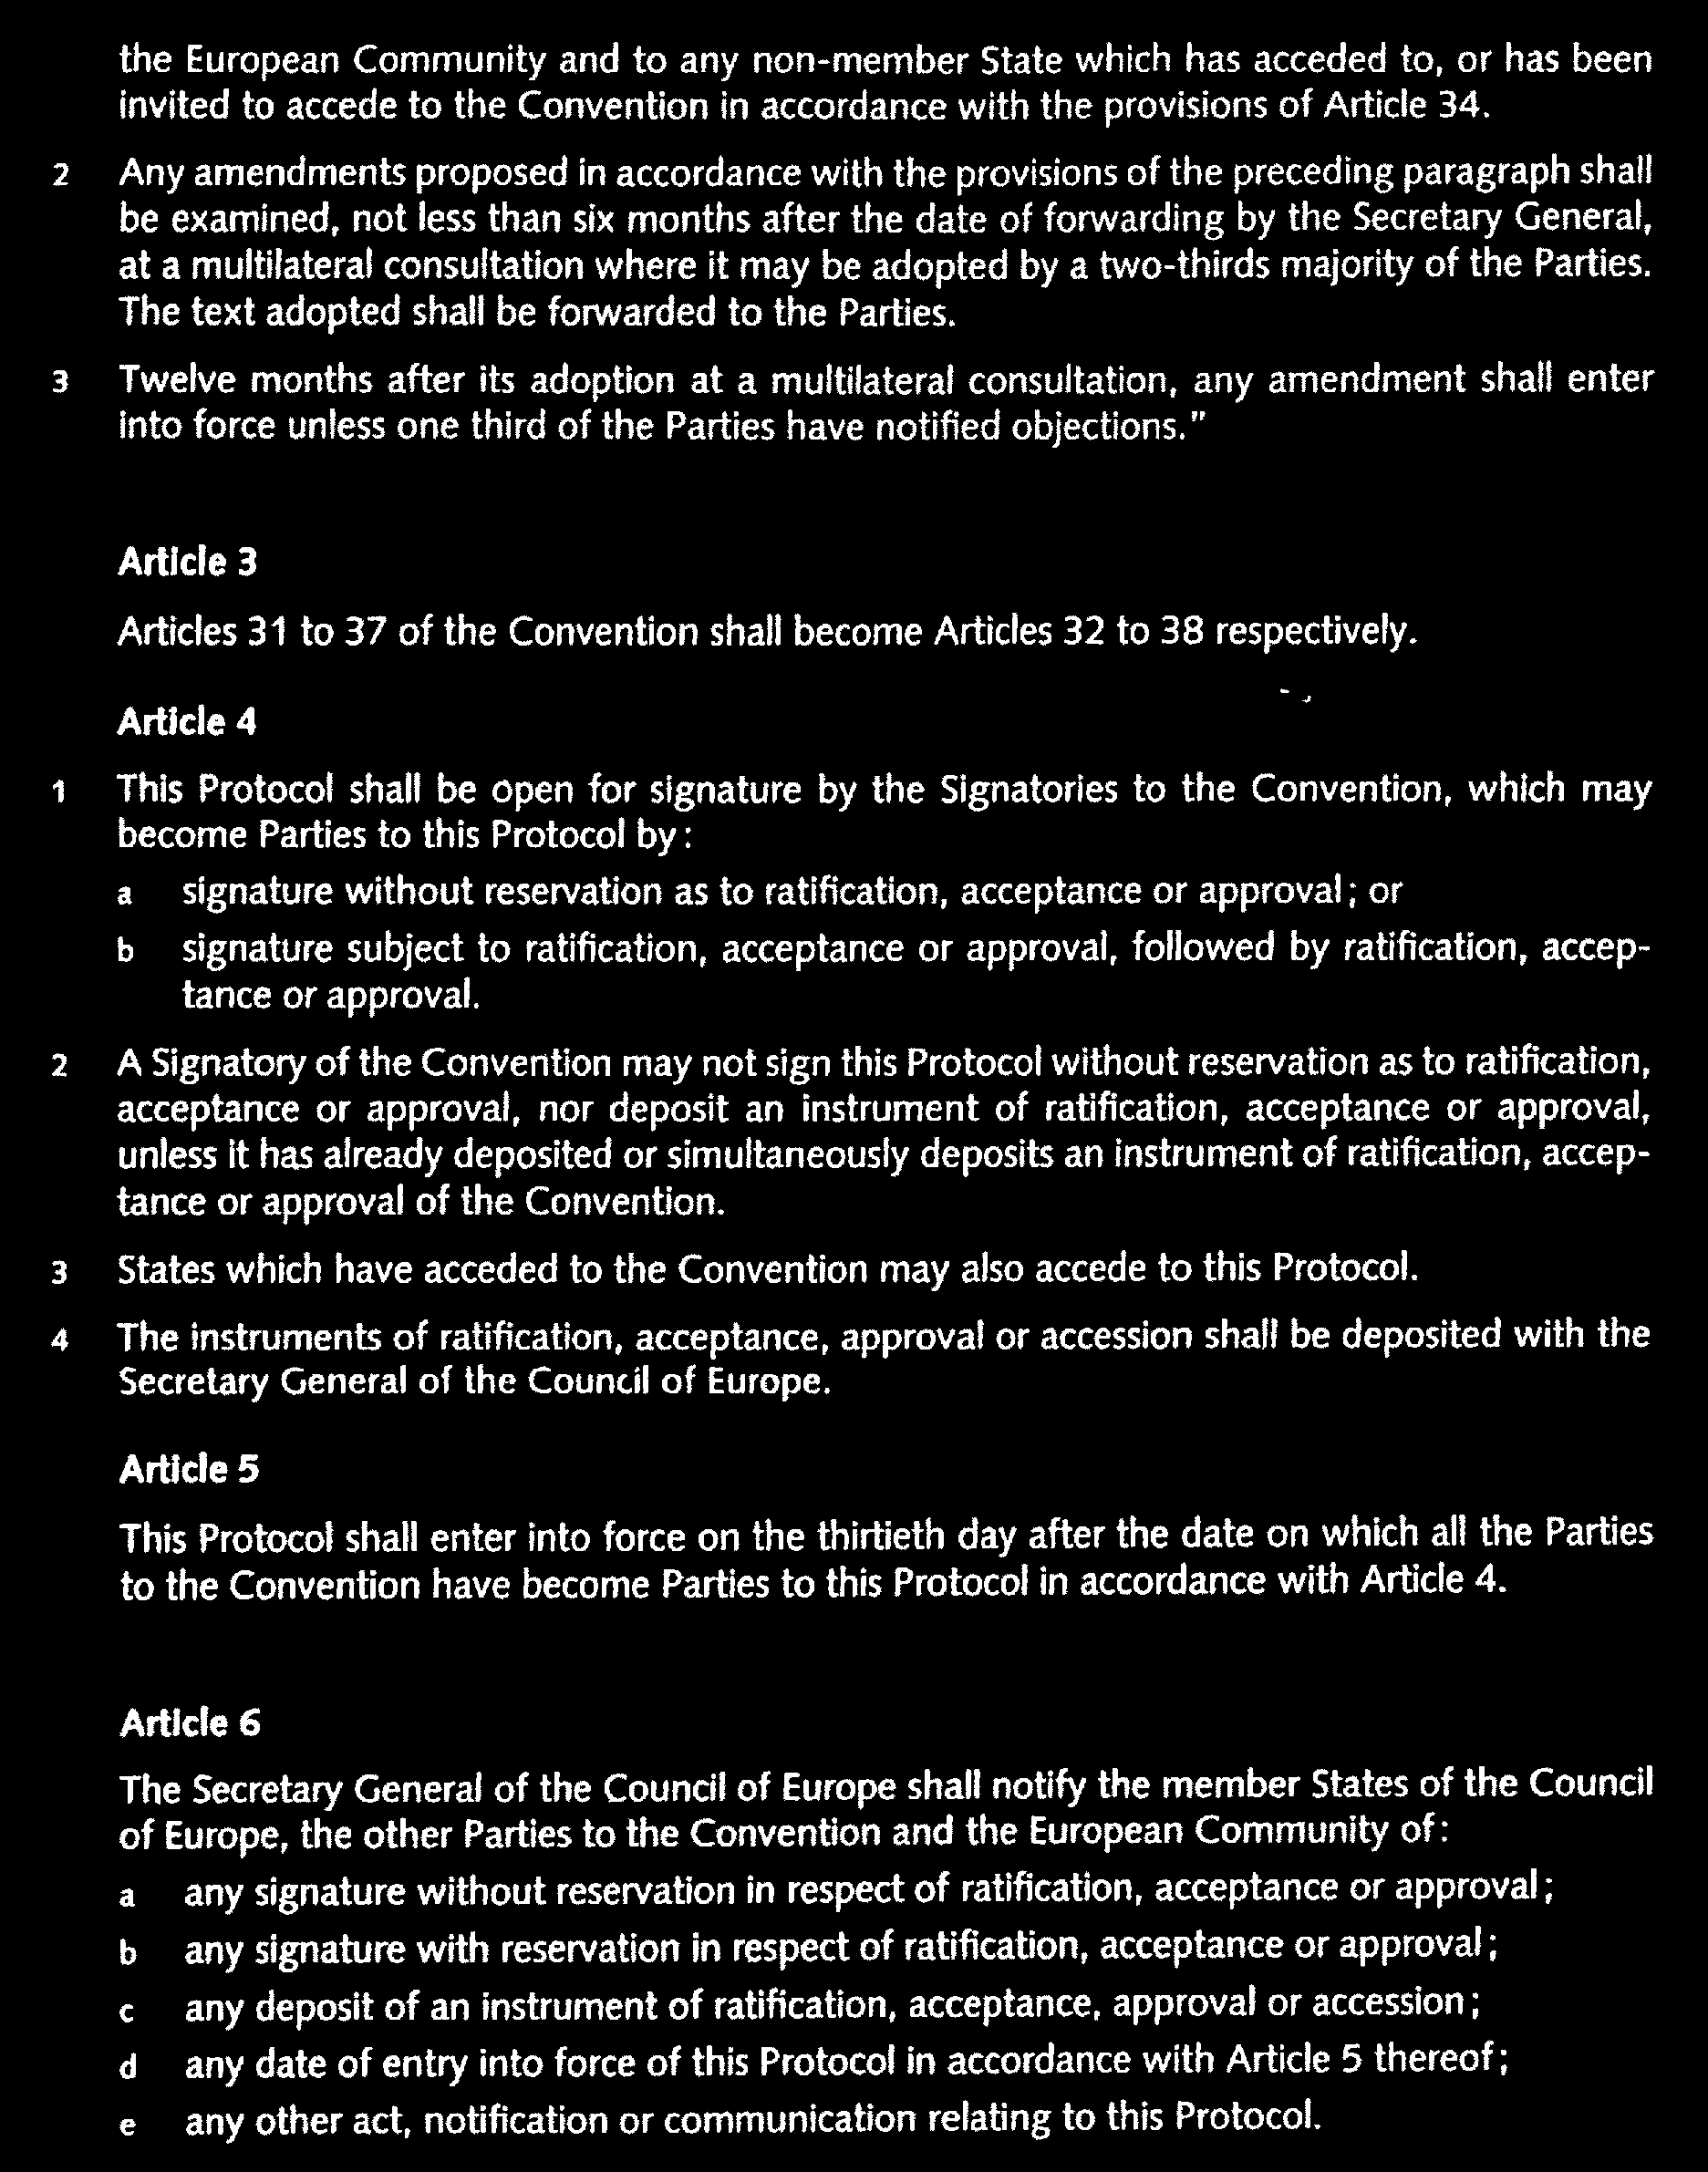 the European Community and to any non-member State which has acceded to, or has been
invited to accede to the Convention in accordance with the provisions of Article 34.
2 Any amendments proposed in accordance with the provisions of the preceding paragraph shall
be examined, not less than six months after the date of forwarding by the Secretary General,
at a multilateral consultation where it may be adopted by a two-thirds majority of the Parties.
The text adopted shall be forwarded to the Parties.
3 Twelve months after its adoption at a multilateral consultation, any amendment shall enter
into force unless one third of the Parties have notified objections."
Article 3
Articles 31 to 37 of the Convention shall become Articles 32 to 38 respectively.
Article 4
1 This Protocol shall be open for signature by the Signatories to the Convention, which may
become Parties to this Protocol by:
a signature without reservation as to ratification, acceptance or approval; or
b signature subject to ratification, acceptance or approval, followed by ratification, accep-
tance or approval.
2 A Signatory of the Convention may not sign this Protocol without reservation as to ratification,
acceptance or approval, nor deposit an instrument of ratification, acceptance or approval,
unless it has already deposited or simultaneously deposits an instrument of ratification, accep-
tance or approval of the Convention.
3 States which have acceded to the Convention may also accede to this Protocol.
4 The instruments of ratification, acceptance, approval or accession shall be deposited with the
Secretary General of the Council of Europe.
Article 5
This Protocol shall enter into force on the thirtieth day after the date on which all the Parties
to the Convention have become Parties to this Protocol in accordance with Article 4.
Article 6
The Secretary General of the Council of Europe shall notify the member States of the Council
of Europe, the other Parties to the Convention and the European Community of:
a any signature without reservation in respect of ratification, acceptance or approval;
b any signature with reservation in respect of ratification, acceptance or approval;
c any deposit of an instrument of ratification, acceptance, approval or accession;
d any date of entry into force of this Protocol in accordance with Article 5 thereof;
e any other act, notification or communication relating to this Protocol.